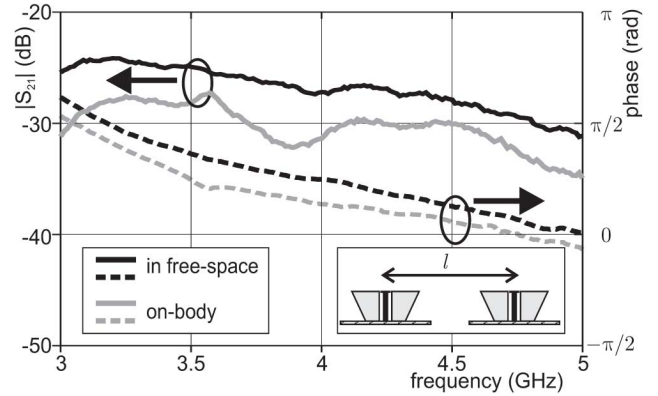 |S₂₁| (dB)
-20
-30
-40
-50
3
3.5
4
4.5
5
frequency (GHz)
π
π/2
0
−π/2
phase (rad)
in free-space
on-body
l